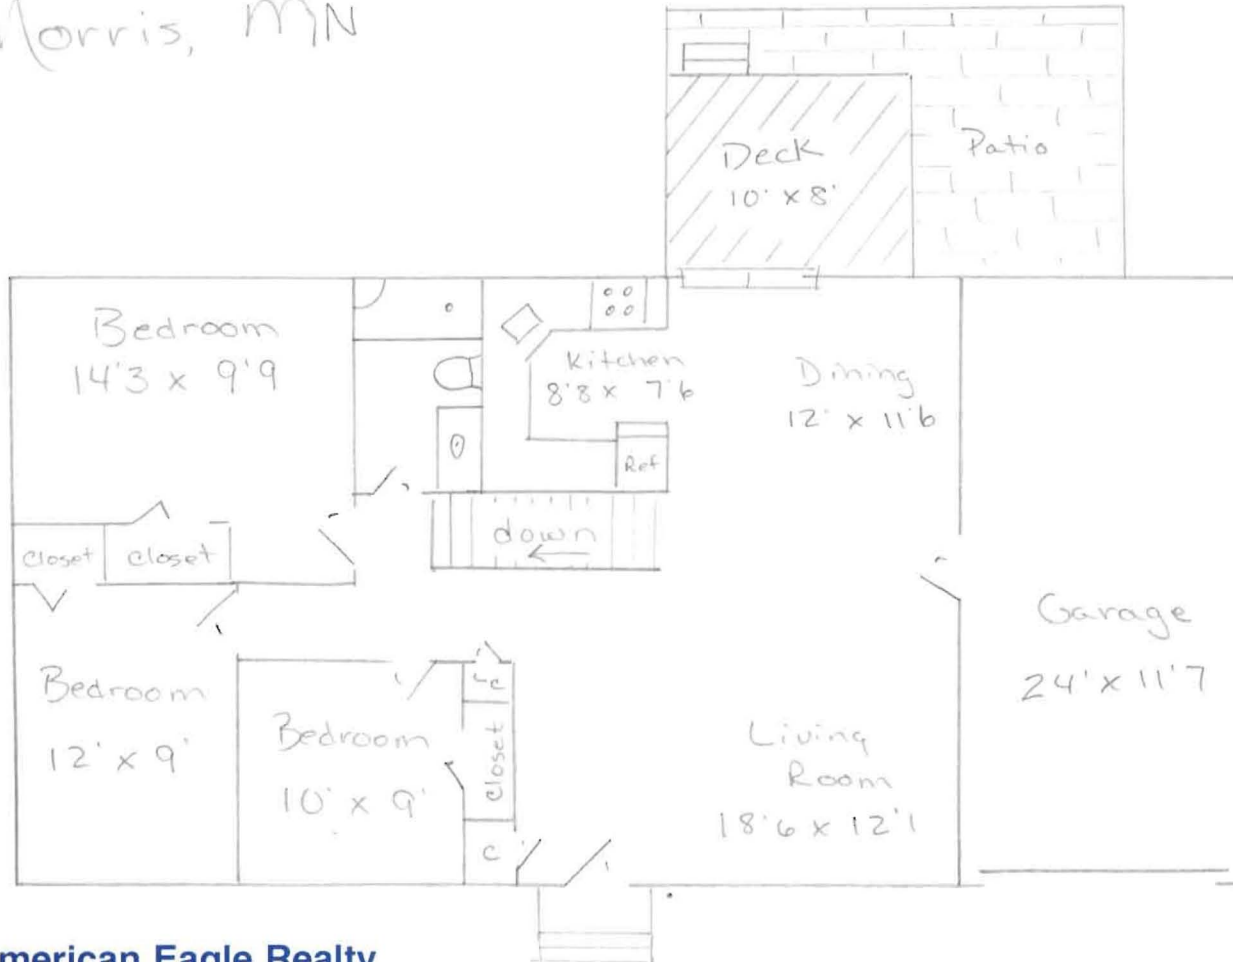 Morris, MN
Deck
10' x 8'
Patio
Bedroom
14'3 x 9'9
Kitchen
8'8 x 7'6
Ref
Dining
12' x 11'6
closet
closet
down
Garage
24' x 11'7
Bedroom
12' x 9'
Bedroom
10' x 9'
LC
closet
C
Living
Room
18'6 x 12'1
American Eagle Realty